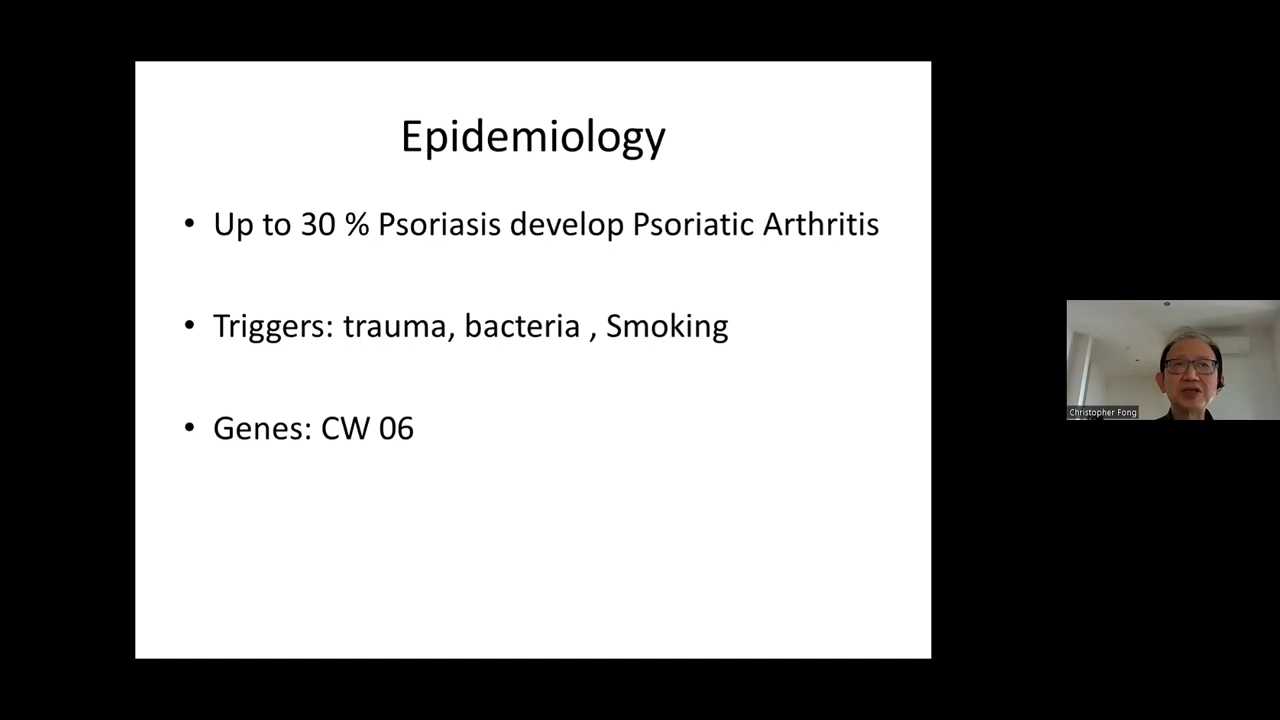 Epidemiology
• Up to 30 % Psoriasis develop Psoriatic Arthritis
• Triggers: trauma, bacteria , Smoking
• Genes: CW 06
Christopher Fong